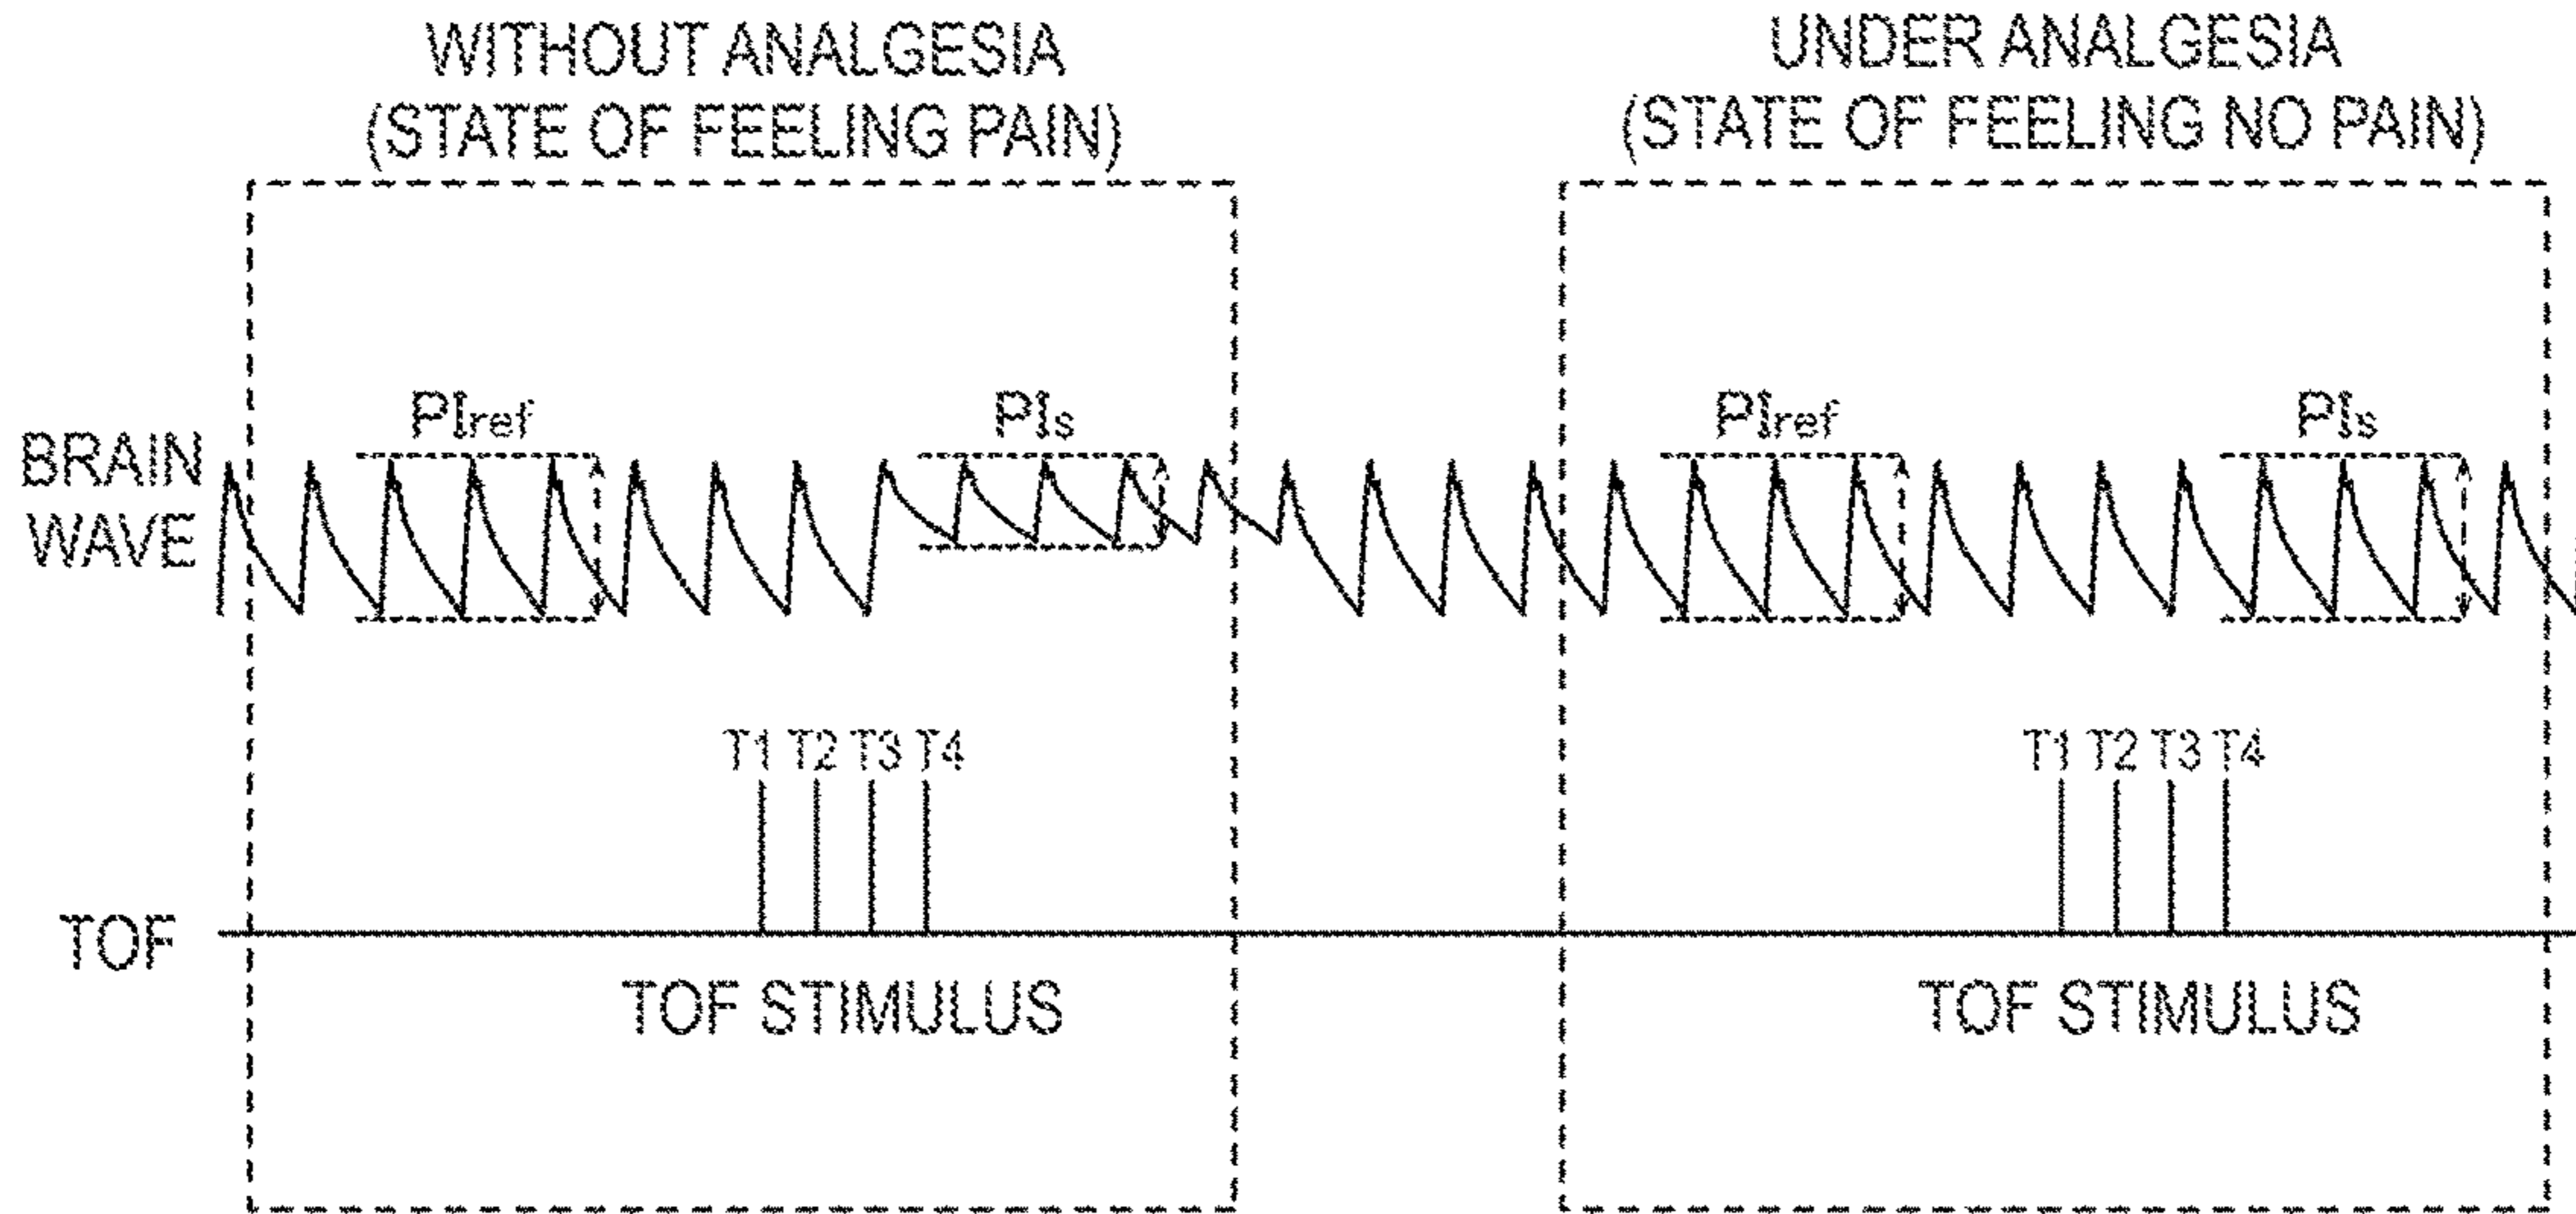 WITHOUT ANALGESIA
(STATE OF FEELING PAIN)
UNDER ANALGESIA
(STATE OF FEELING NO PAIN)
BRAIN
WAVE
PIref
PIs
PIref
PIs
T1 T2 T3 T4
T1 T2 T3 T4
TOF
TOF STIMULUS
TOF STIMULUS